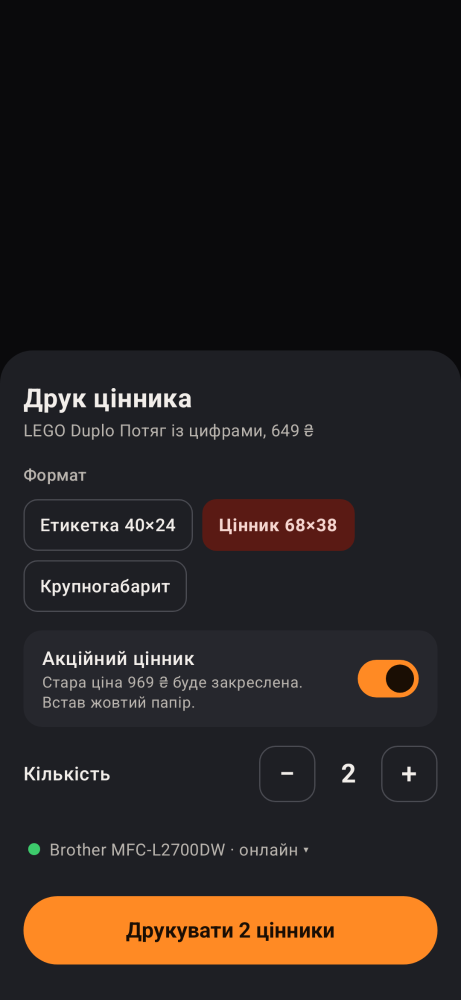 Друк цінника
LEGO Duplo Потяг із цифрами, 649 ₴
Формат
Етикетка 40×24
Цінник 68×38
Крупногабарит
Акційний цінник
Стара ціна 969 ₴ буде закреслена.
Встав жовтий папір.
Кількість
− 2 +
Brother MFC-L2700DW · онлайн ▾
Друкувати 2 цінники